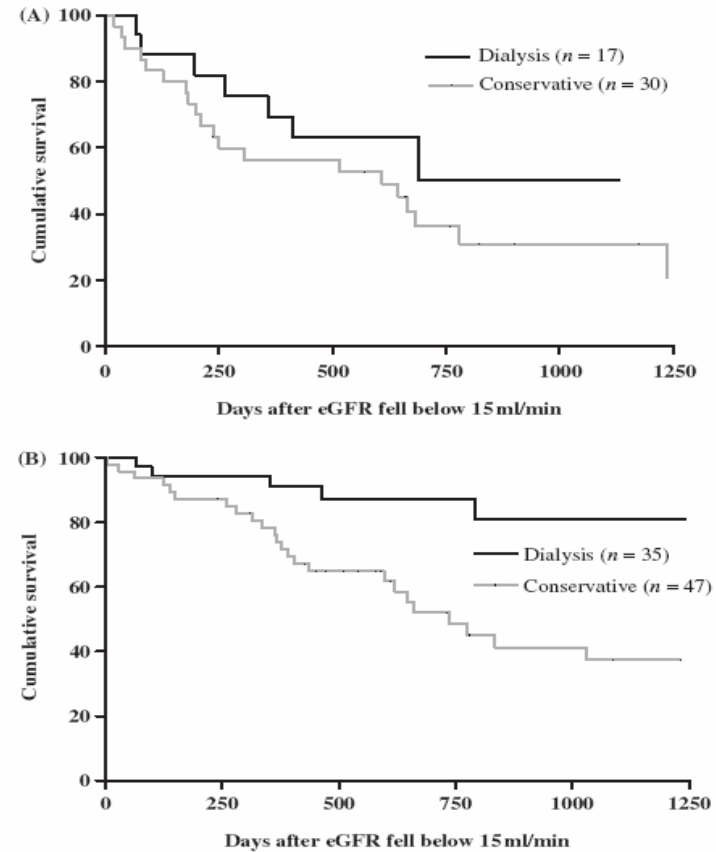 (A)
100
80
60
40
20
0
Cumulative survival
Dialysis (n = 17)
Conservative (n = 30)
0 250 500 750 1000 1250
Days after eGFR fell below 15 ml/min
(B)
100
80
60
40
20
0
Cumulative survival
Dialysis (n = 35)
Conservative (n = 47)
0 250 500 750 1000 1250
Days after eGFR fell below 15 ml/min